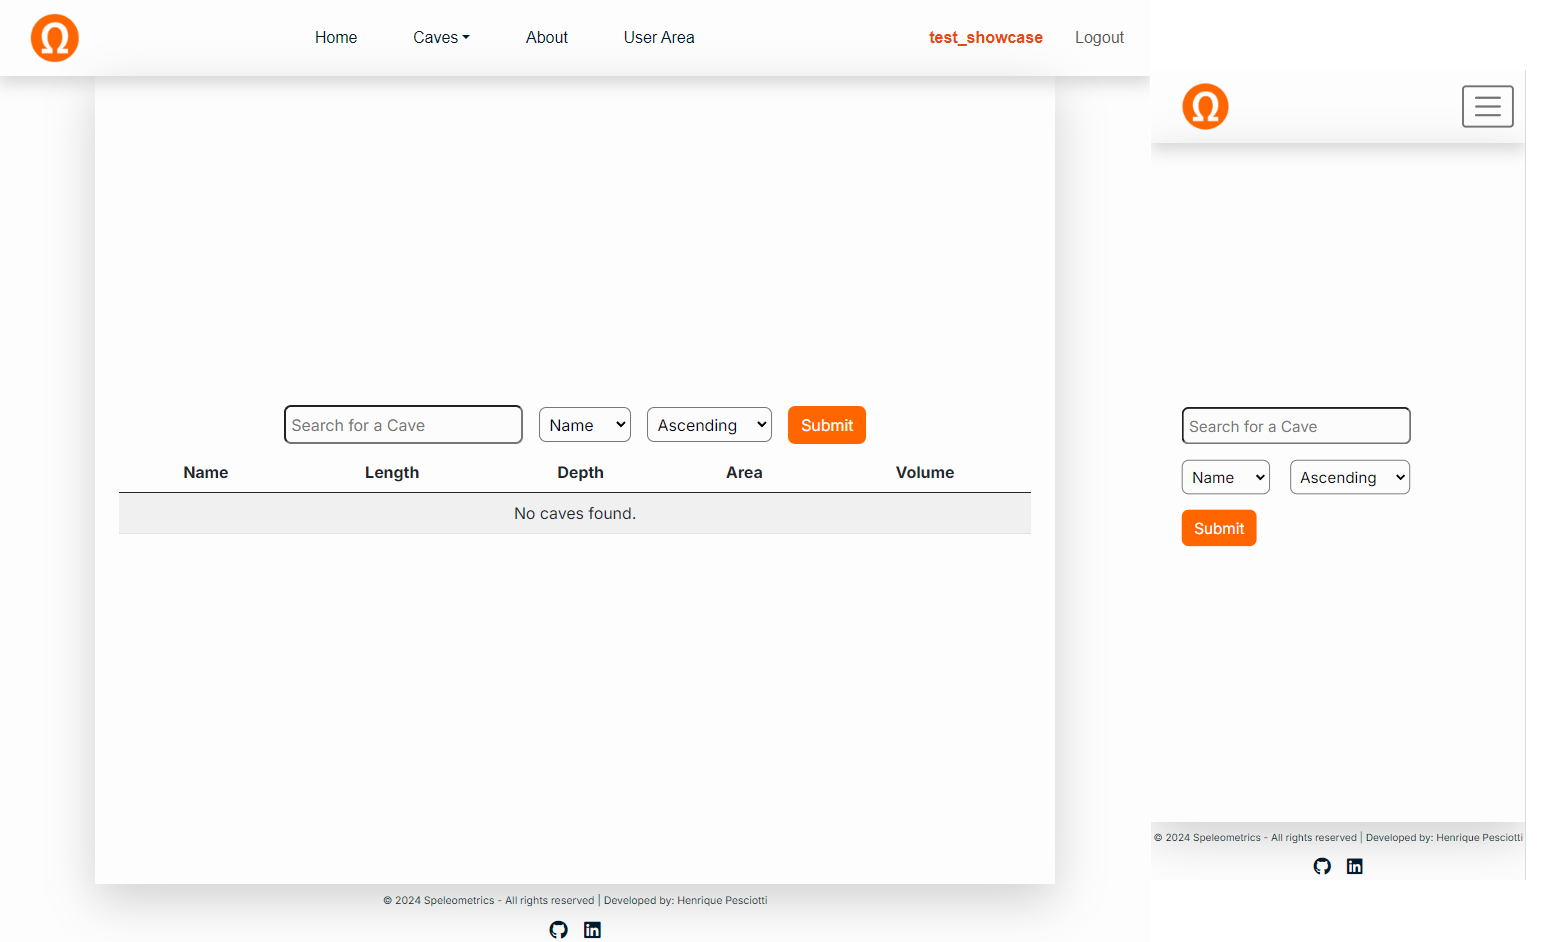 Ω
Home Caves About User Area test_showcase Logout
Search for a Cave Name Ascending Submit
Name Length Depth Area Volume
No caves found.
© 2024 Speleometrics - All rights reserved | Developed by: Henrique Pesciotti
in
Ω
Search for a Cave
Name Ascending
Submit
© 2024 Speleometrics - All rights reserved | Developed by: Henrique Pesciotti
in